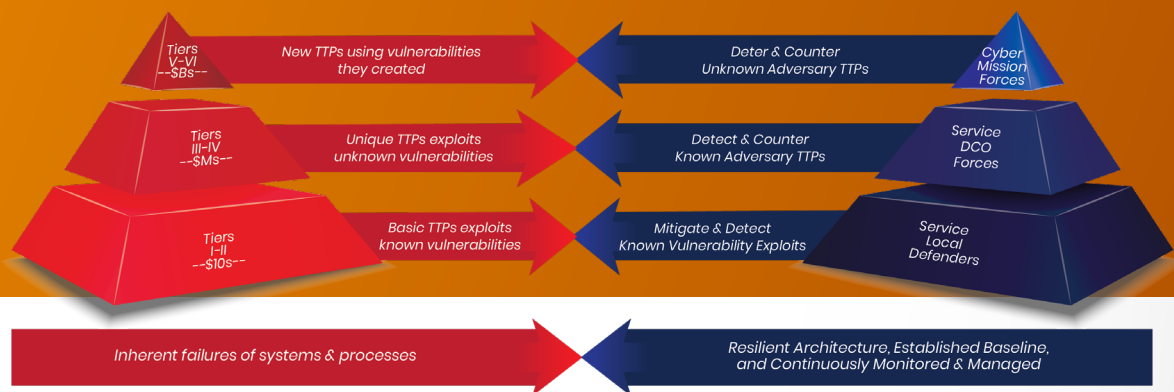 Tiers
V-VI
--$Bs--
New TTPs using vulnerabilities
they created
Deter & Counter
Unknown Adversary TTPs
Cyber
Mission
Forces
Tiers
III-IV
--$Ms--
Unique TTPs exploits
unknown vulnerabilities
Detect & Counter
Known Adversary TTPs
Service
DCO
Forces
Tiers
I-II
--$10s--
Basic TTPs exploits
known vulnerabilities
Mitigate & Detect
Known Vulnerability Exploits
Service
Local
Defenders
Inherent failures of systems & processes
Resilient Architecture, Established Baseline,
and Continuously Monitored & Managed